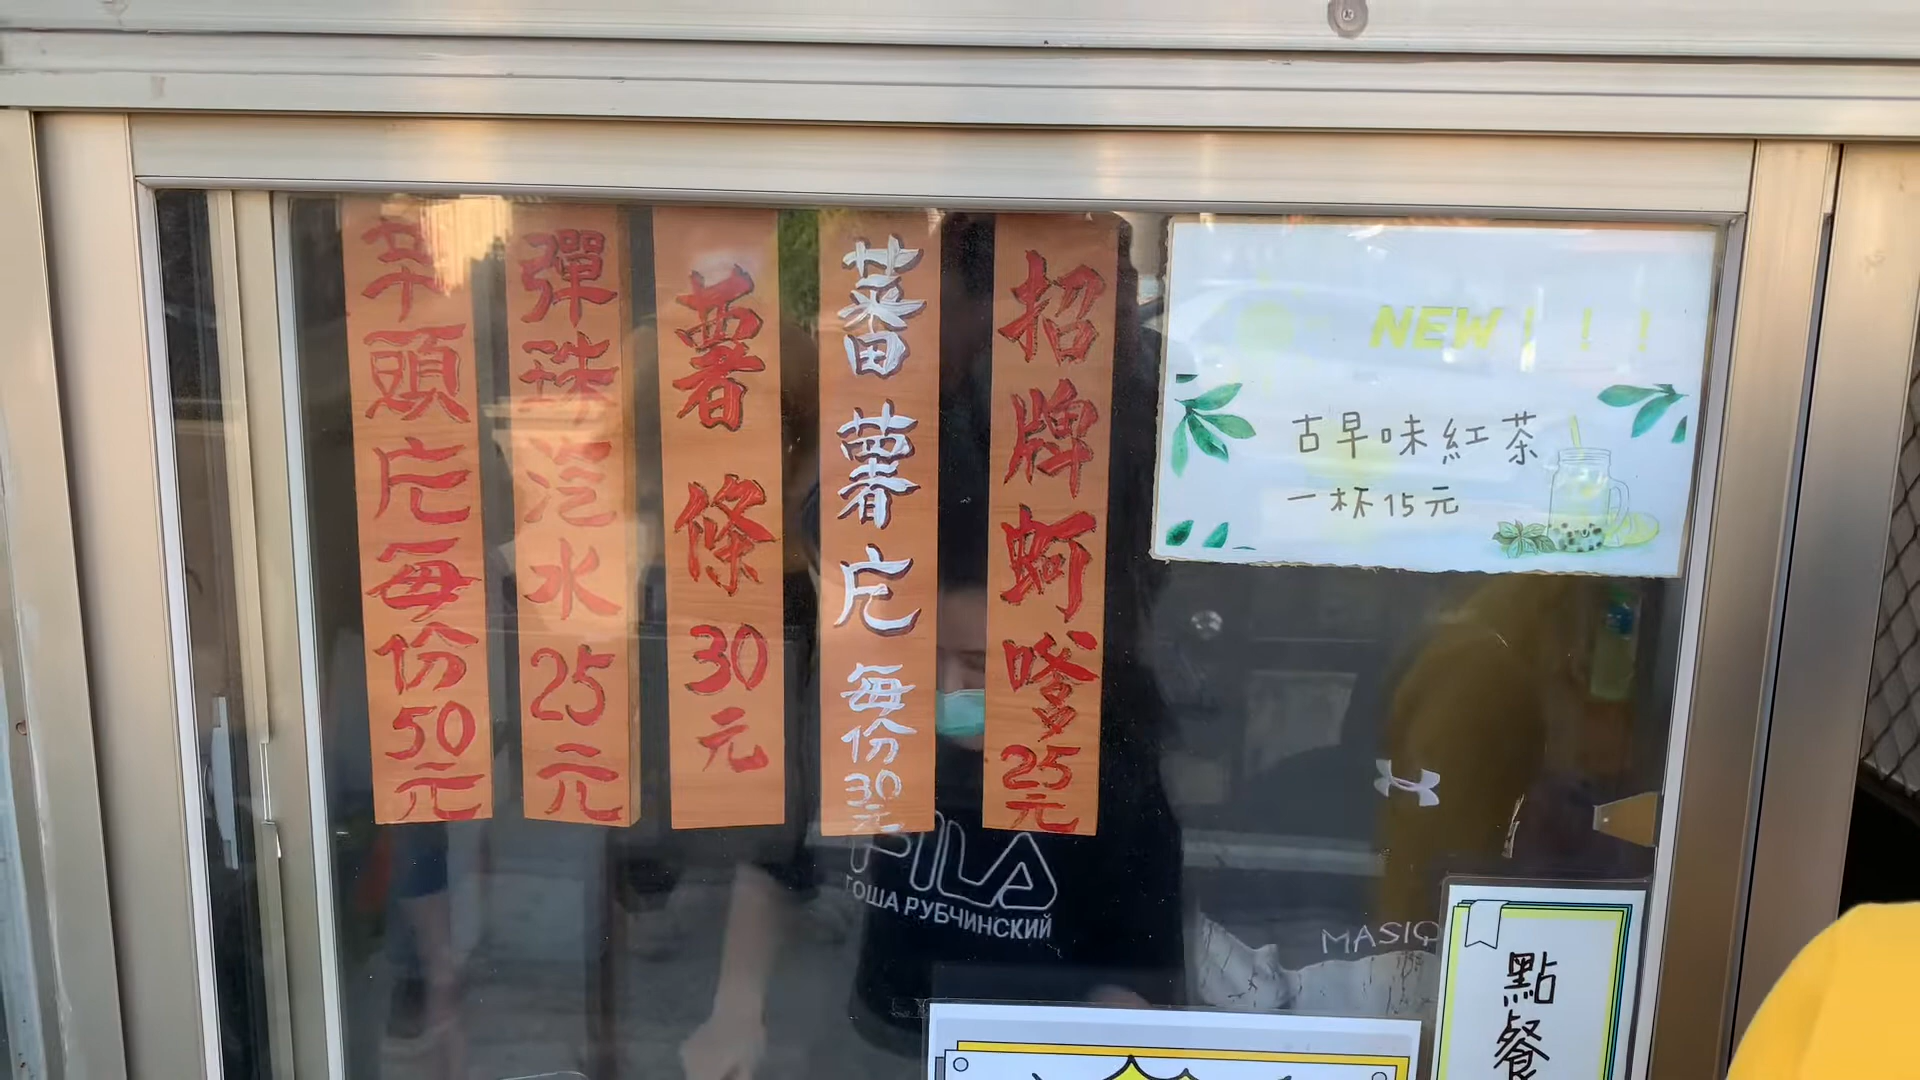 招牌蚵嗲25元
蕃薯片每份30元
薯條30元
彈珠汽水25元
芋頭片每份50元
NEW！！！
古早味紅茶
一杯15元
FILA
ГОША РУБЧИНСКИЙ
點餐